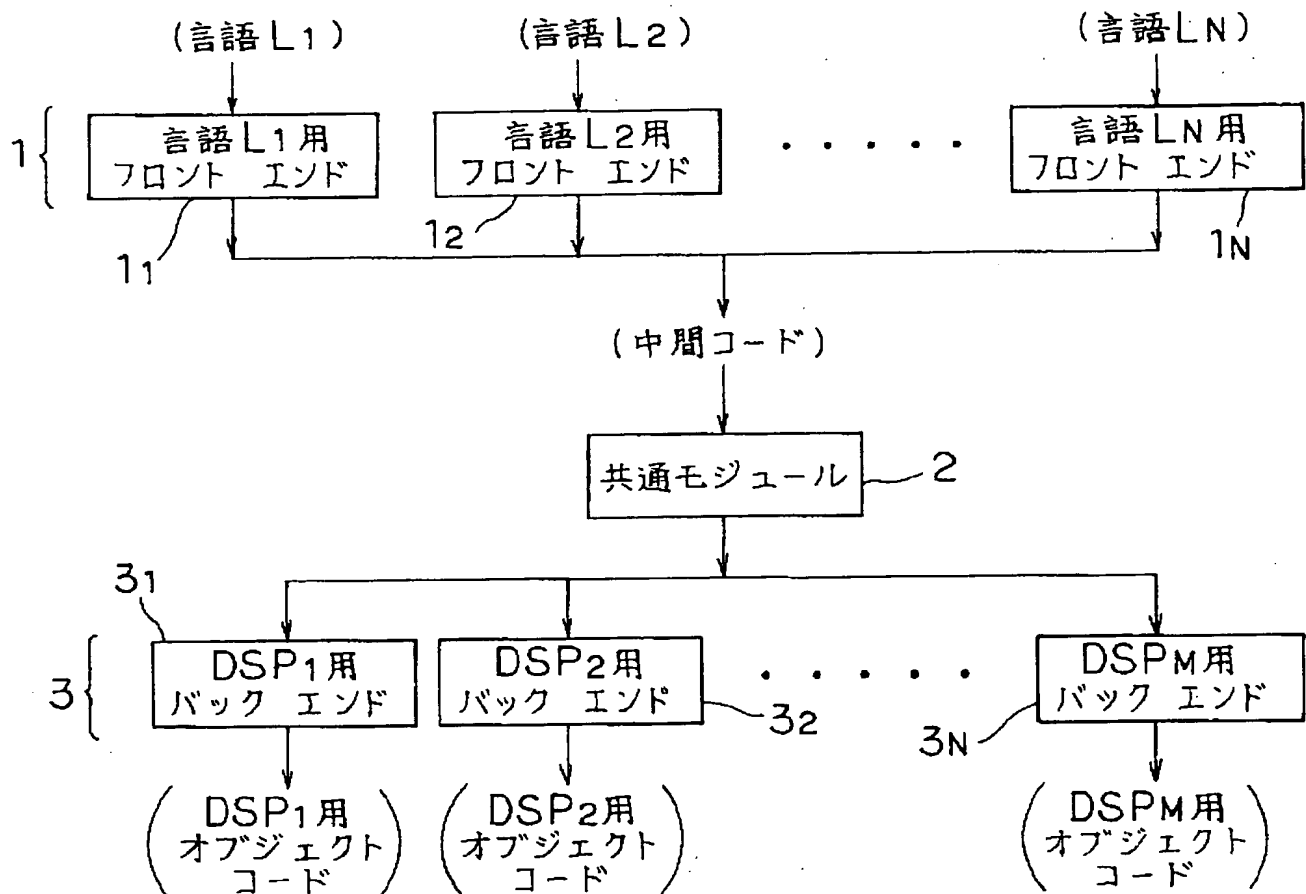 (言語L1) (言語L2) (言語LN)
1
言語L1用 言語L2用 ・・・・・ 言語LN用
フロント エンド フロント エンド フロント エンド
11 12 1N
(中間コード)
共通モジュール 2
31
3
DSP1用 DSP2用 ・・・・・ DSPM用
バック エンド バック エンド バック エンド
32 3N
DSP1用 DSP2用 DSPM用
オブジェクト オブジェクト オブジェクト
コード コード コード